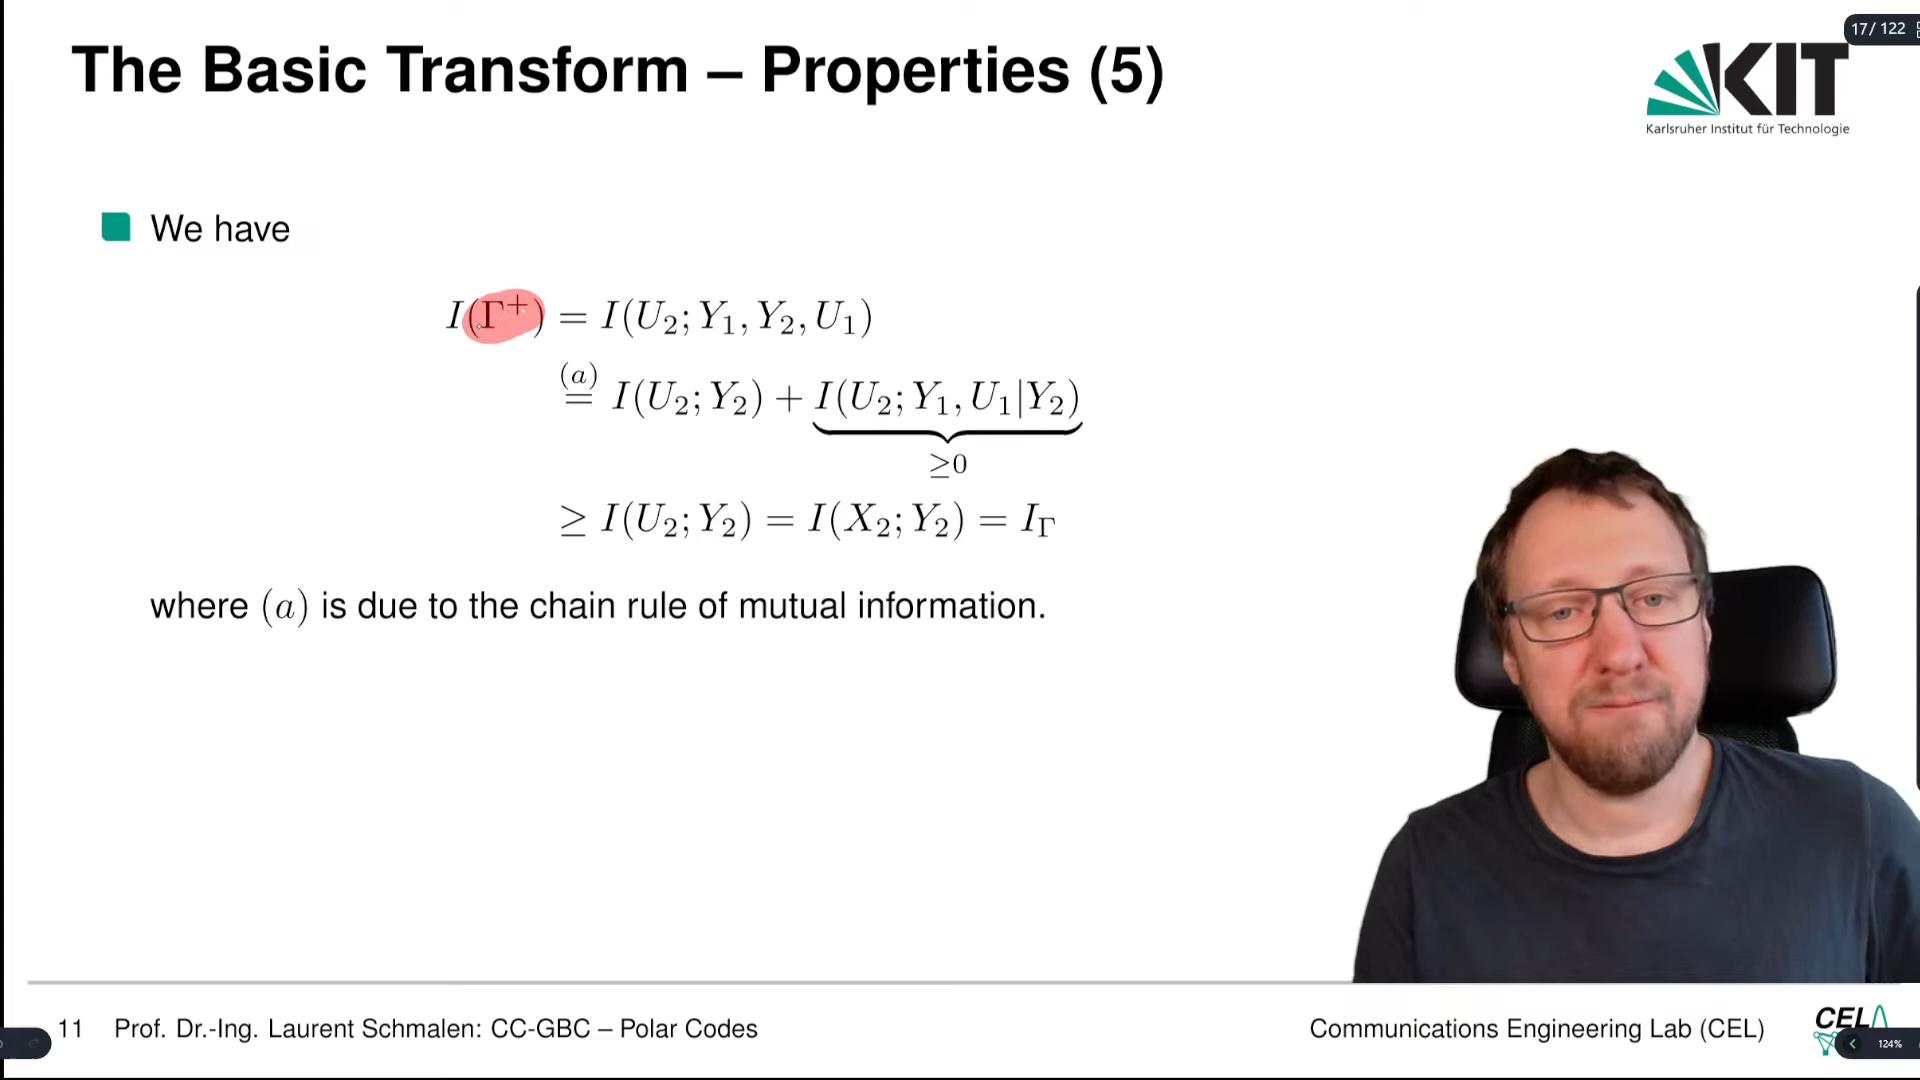 The Basic Transform – Properties (5)
17/ 122
KIT
Karlsruher Institut für Technologie
We have
I(Γ⁺) = I(U₂; Y₁, Y₂, U₁)
(a)
= I(U₂; Y₂) + I(U₂; Y₁, U₁|Y₂)
≥0
≥ I(U₂; Y₂) = I(X₂; Y₂) = I_Γ
where (a) is due to the chain rule of mutual information.
11 Prof. Dr.-Ing. Laurent Schmalen: CC-GBC – Polar Codes
Communications Engineering Lab (CEL)
CEL
124%